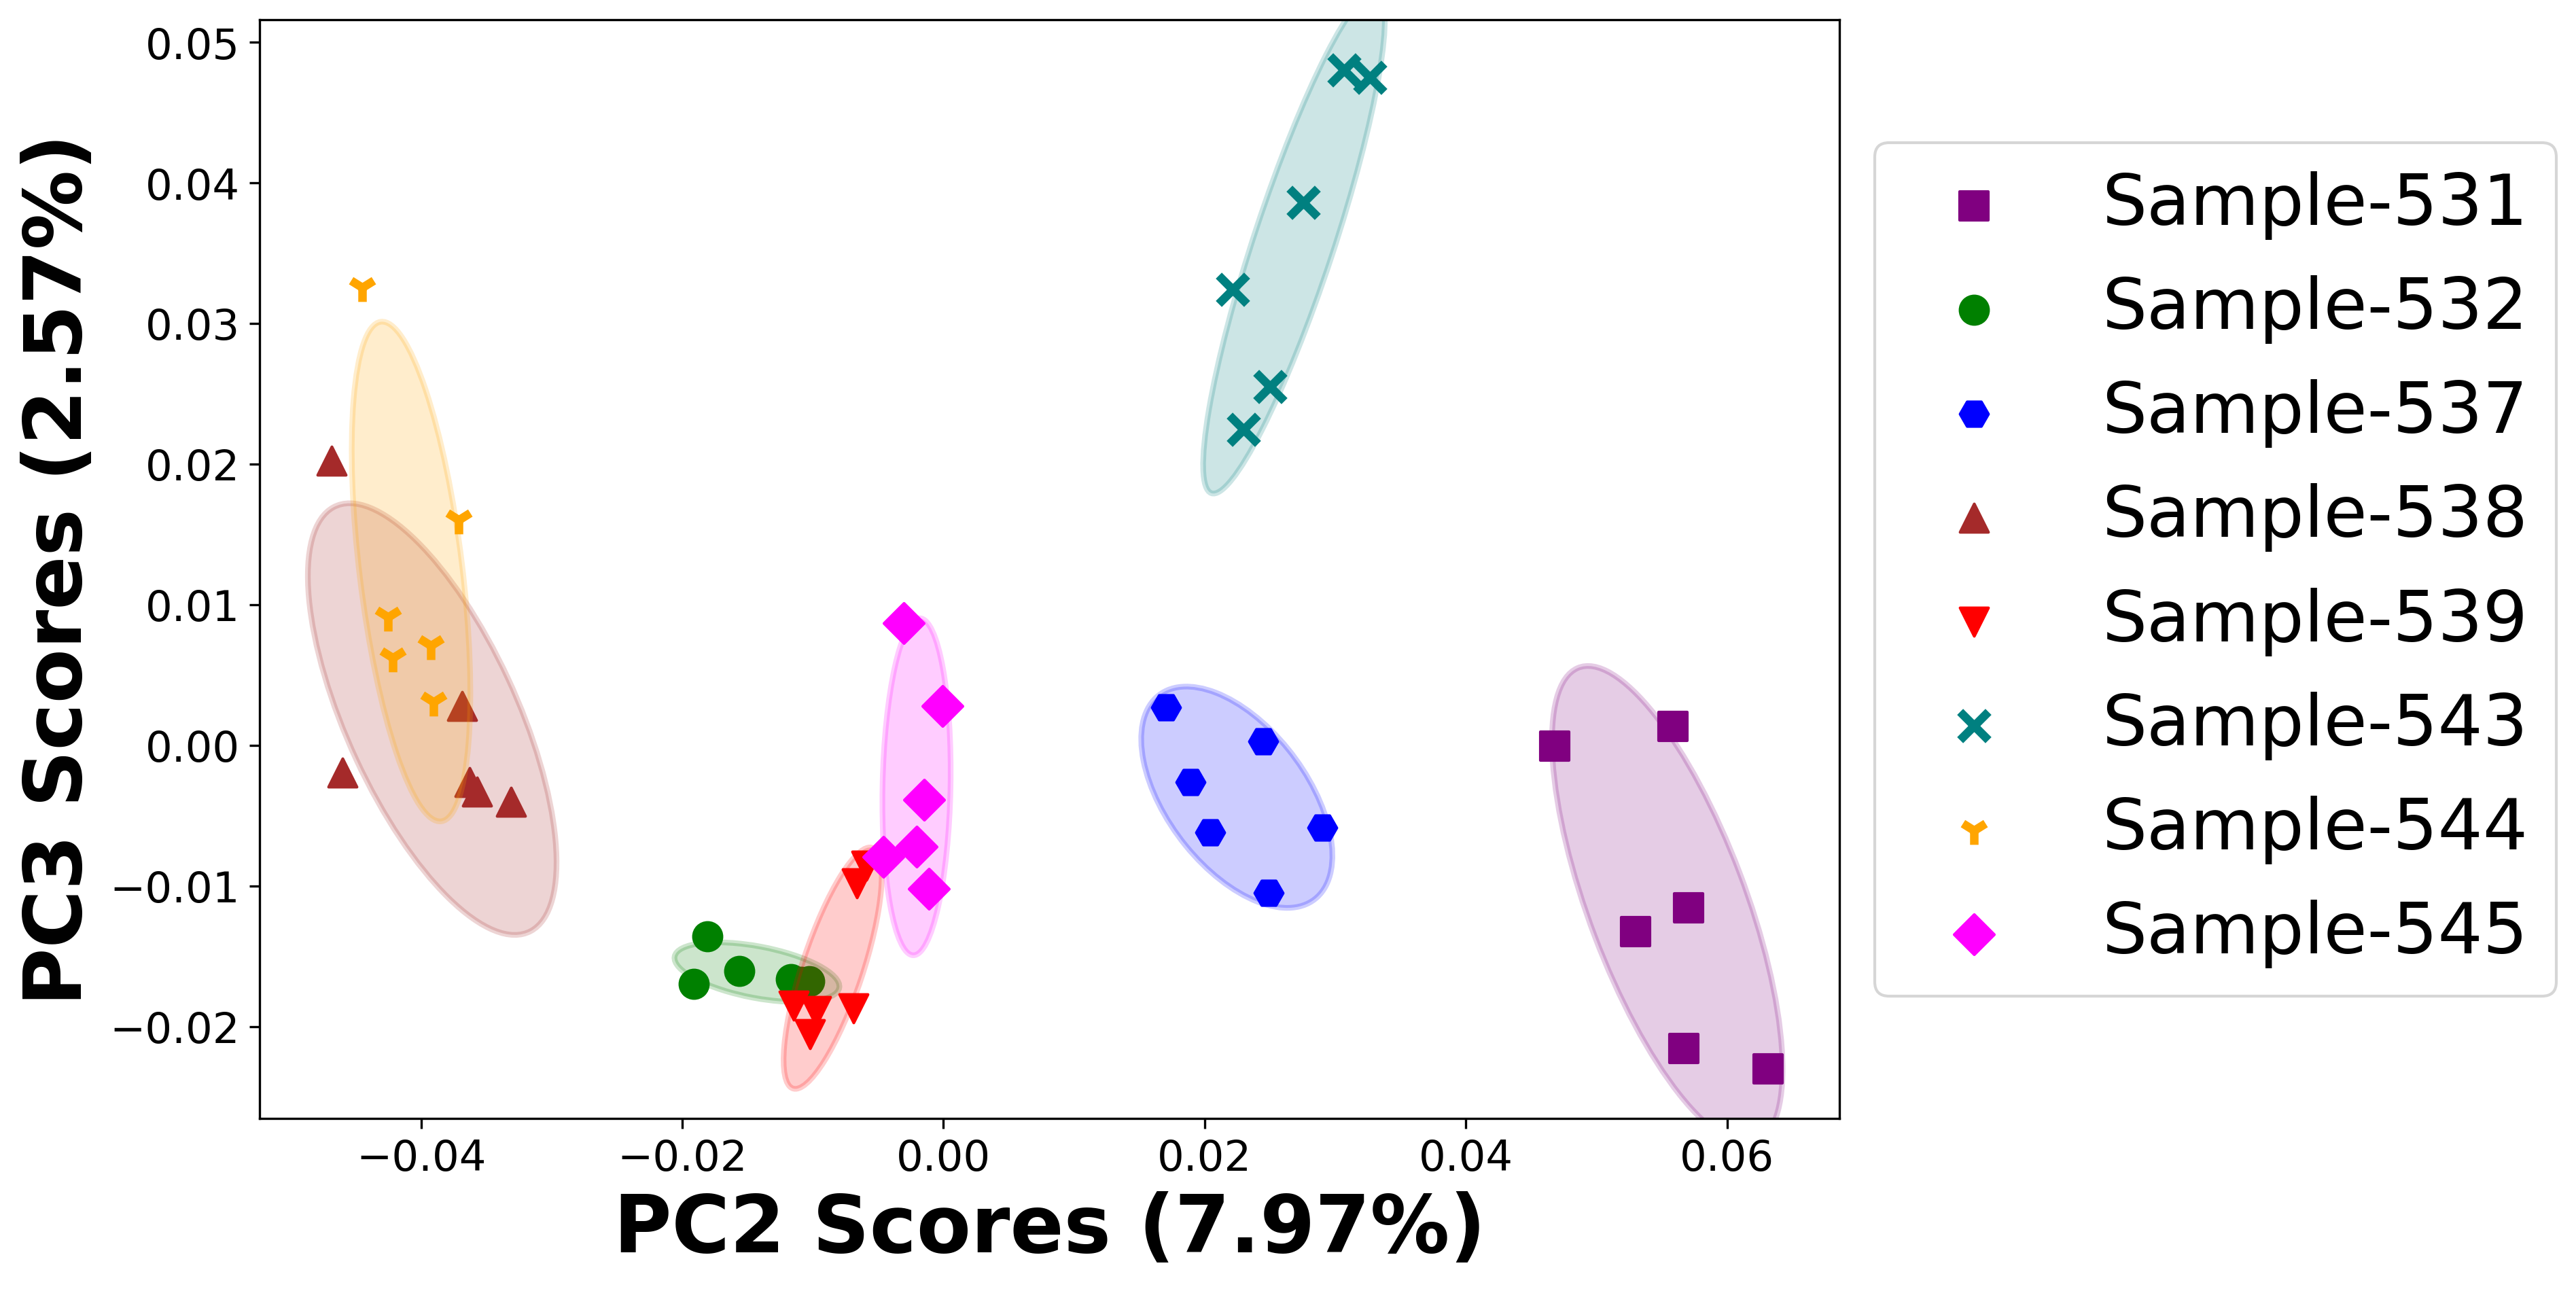 0.05
0.04
0.03
0.02
0.01
0.00
−0.01
−0.02
PC3 Scores (2.57%)
−0.04
−0.02
0.00
0.02
0.04
0.06
PC2 Scores (7.97%)
Sample-531
Sample-532
Sample-537
Sample-538
Sample-539
Sample-543
Sample-544
Sample-545